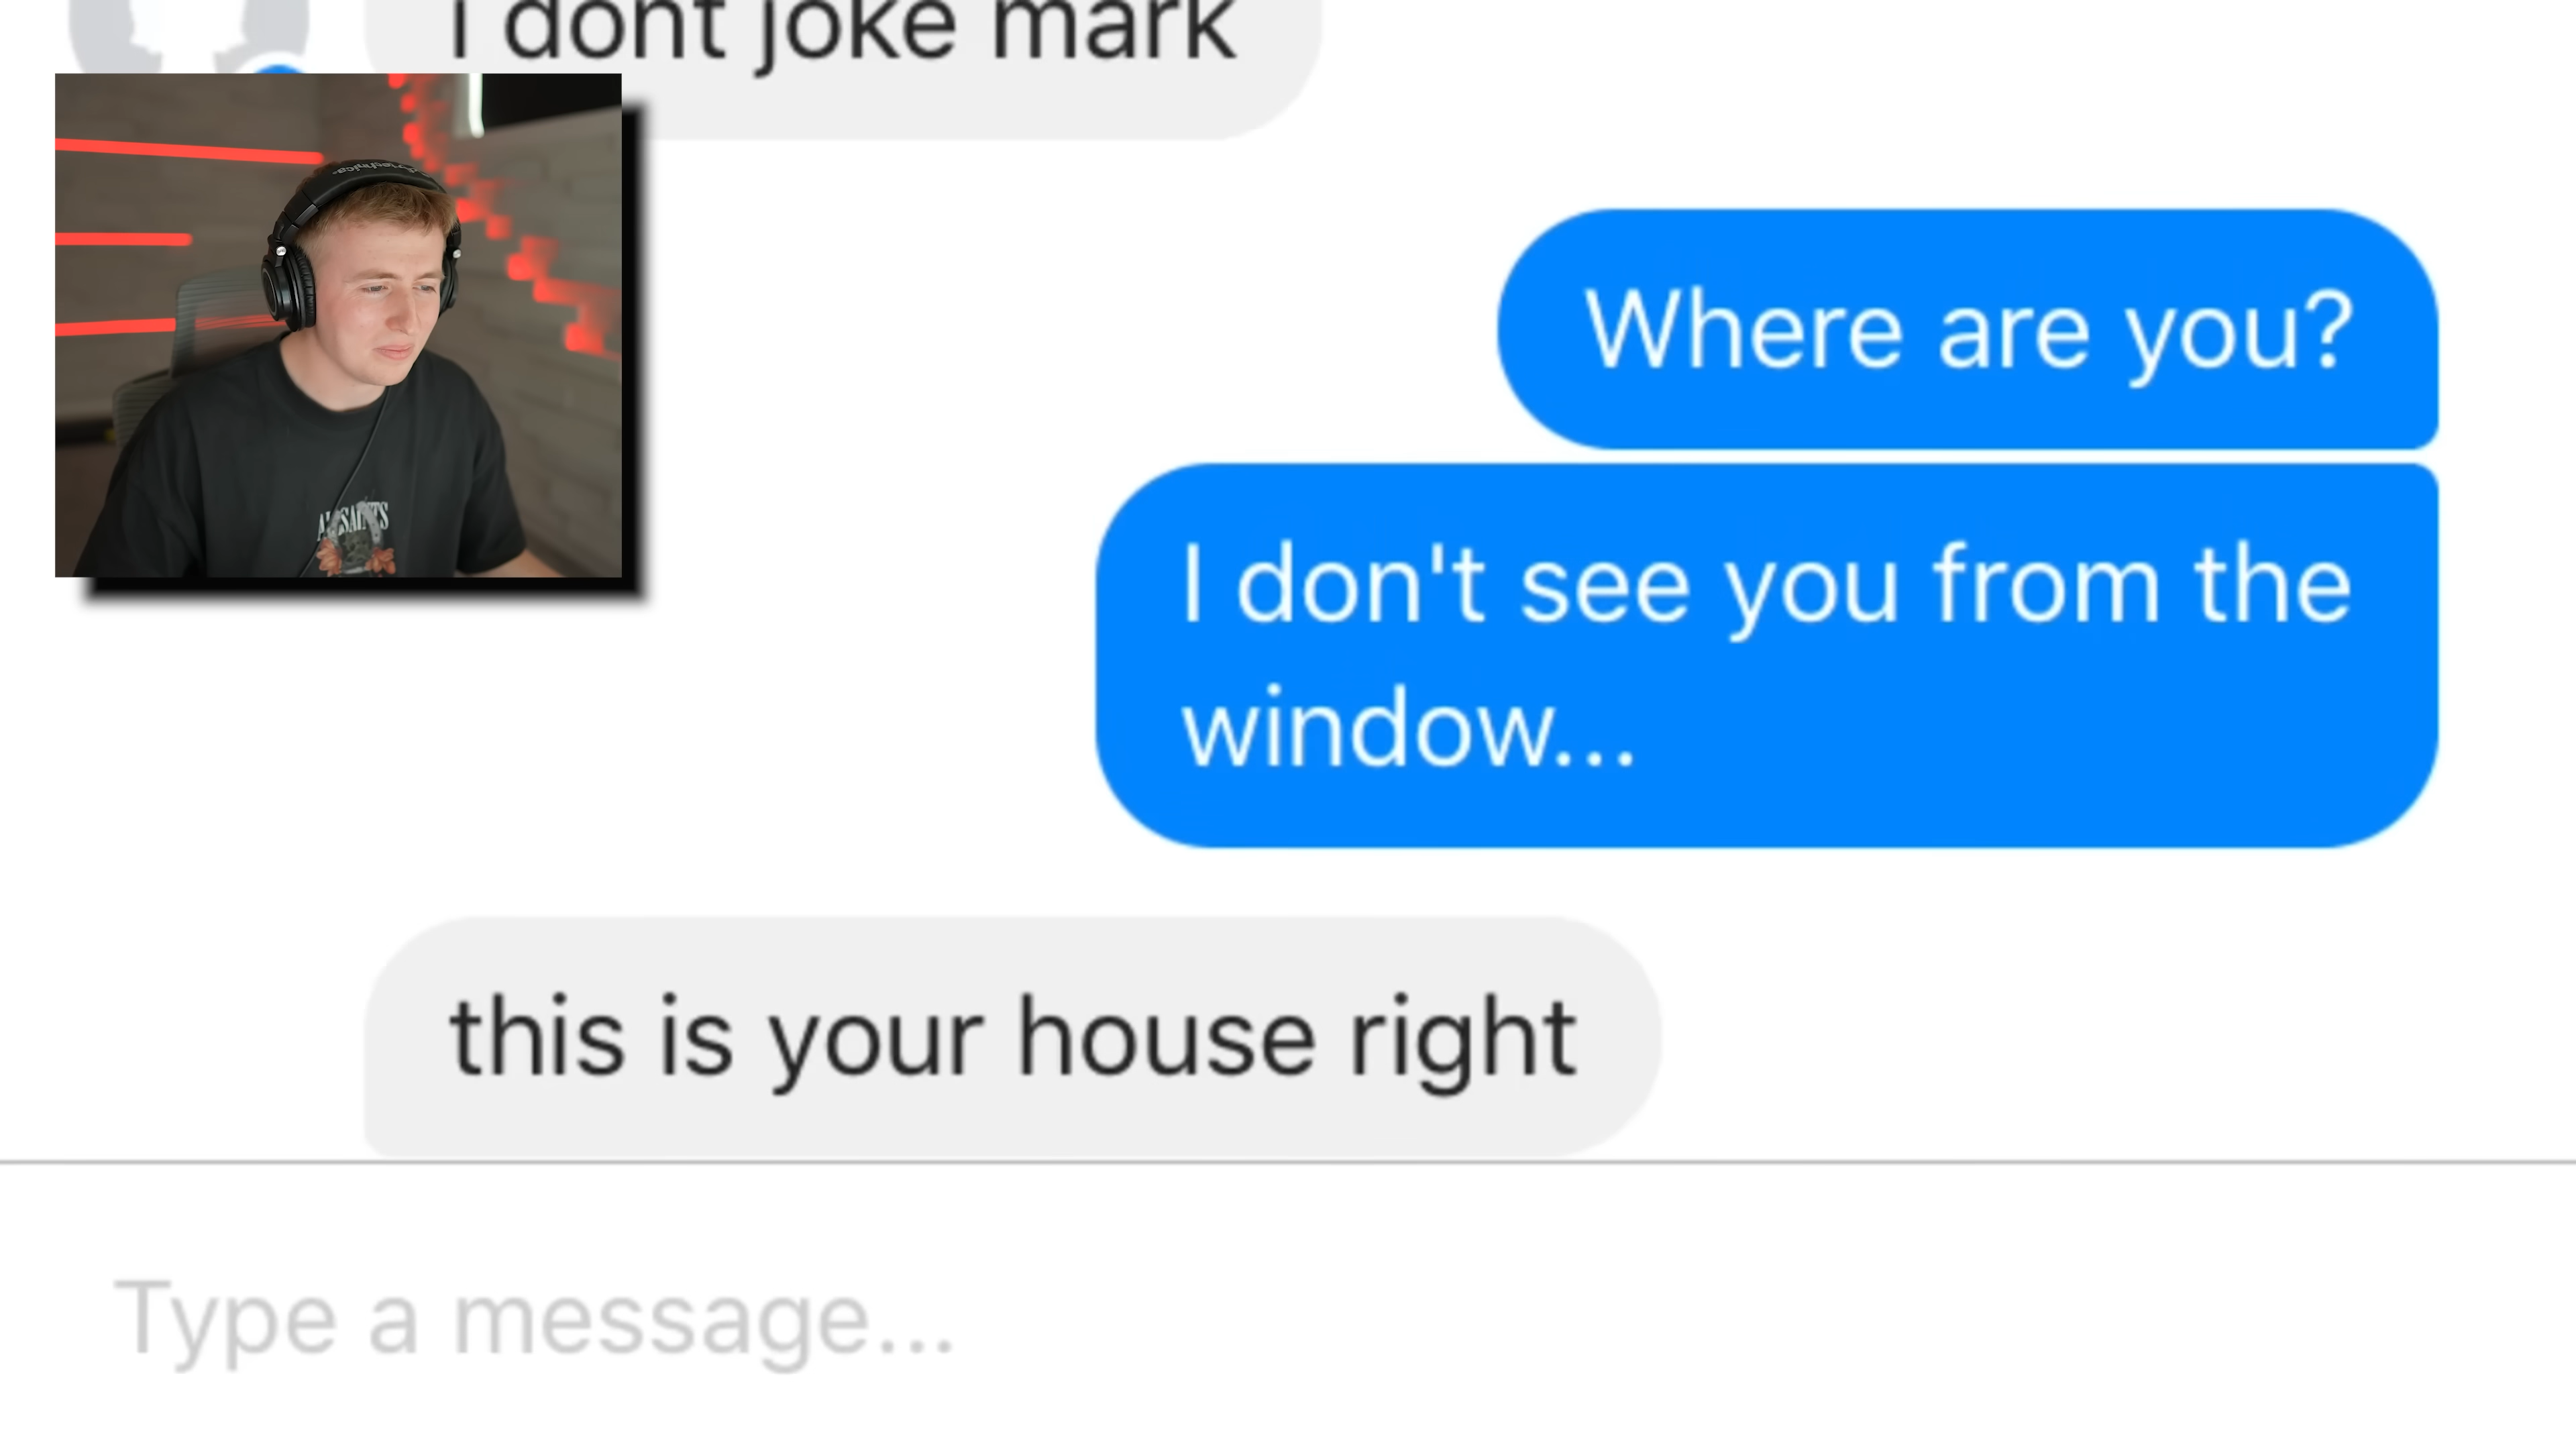 i dont joke mark
Where are you?
I don't see you from the
window...
this is your house right
Type a message...